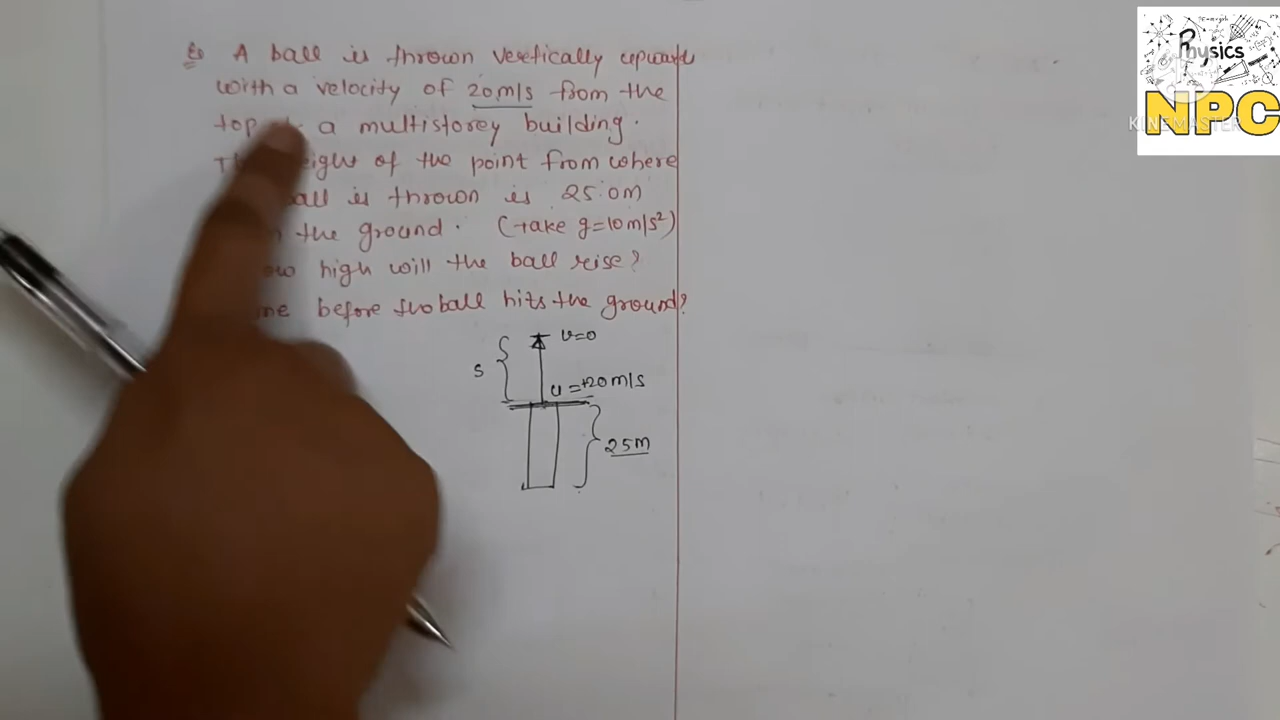 Ex A ball is thrown vertically upwards
with a velocity of 20m/s from the
top a multistorey building.
of the point from where
ball is thrown is 25.0m
the ground. (take g=10m/s²)
high will the ball rise?
before the ball hits the ground?
v=0
s
u=+20m/s
25m
Physics
NPC
KINEMASTER